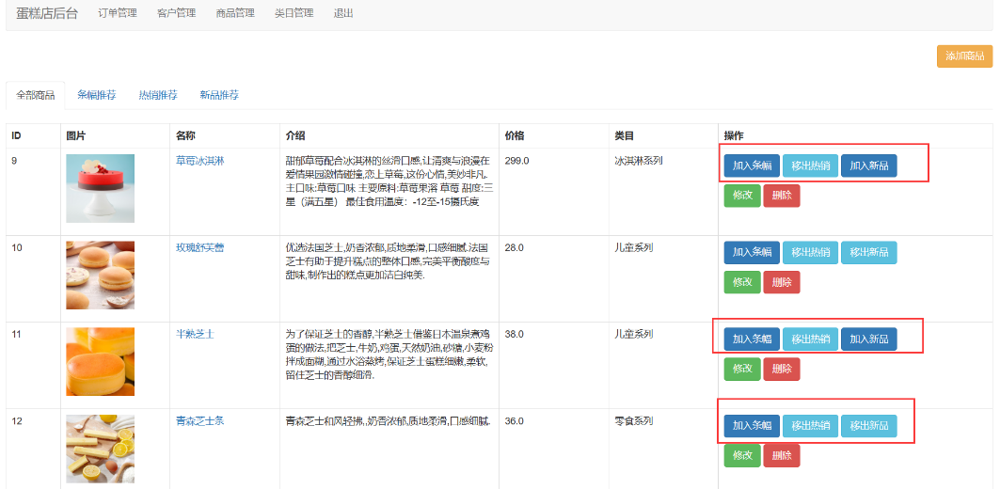 蛋糕店后台 订单管理 客户管理 商品管理 类目管理 退出
添加商品
全部商品 条幅推荐 热销推荐 新品推荐
ID 图片 名称 介绍 价格 类目 操作
9 草莓冰淇淋 甜郁草莓配合冰淇淋的丝滑口感,让清爽与浪漫在 299.0 冰淇淋系列 加入条幅 移出热销 加入新品
爱情果园激情碰撞,恋上草莓,这份心情,美妙非凡.
主口味:草莓口味 主要原料:草莓果溶 草莓 甜度:三 修改 删除
星（满五星） 最佳食用温度：-12至-15摄氏度
10 玫瑰舒芙蕾 优选法国芝士,奶香浓郁,质地柔滑,口感细腻.法国 28.0 儿童系列 加入条幅 移出热销 移出新品
芝士有助于提升糕点的整体口感,完美平衡酸度与
甜味,制作出的糕点更加洁白纯美. 修改 删除
11 半熟芝士 为了保证芝士的香醇,半熟芝士借鉴日本温泉煮鸡 38.0 儿童系列 加入条幅 移出热销 加入新品
蛋的做法,把芝士,牛奶,鸡蛋,天然奶油,砂糖,小麦粉
拌成面糊,通过水浴蒸烤,保证芝士蛋糕细嫩,柔软, 修改 删除
留住芝士的香醇细滑.
12 青森芝士条 青森芝士和风轻拂,,奶香浓郁,质地柔滑,口感细腻. 36.0 零食系列 加入条幅 移出热销 移出新品
修改 删除